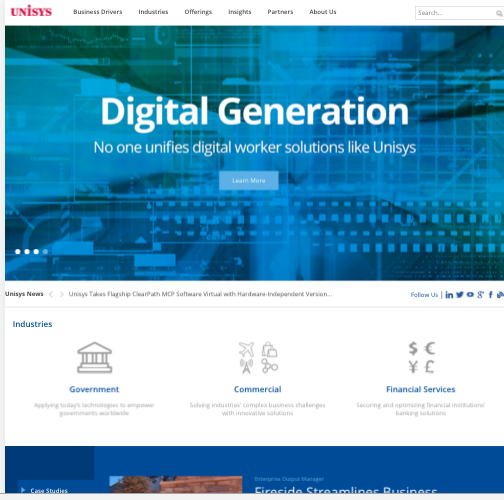 UNISYS
Business Drivers Industries Offerings Insights Partners About Us
Search...
Digital Generation
No one unifies digital worker solutions like Unisys
Learn More
Unisys News Unisys Takes Flagship ClearPath MCP Software Virtual with Hardware-Independent Version...
Follow Us |
Industries
Government Commercial Financial Services
Applying today's technologies to empower governments worldwide
Solving industries' complex business challenges with innovative solutions
Securing and optimizing financial institutions' banking solutions
Case Studies
Enterprise Output Manager
Fireside Streamlines Business